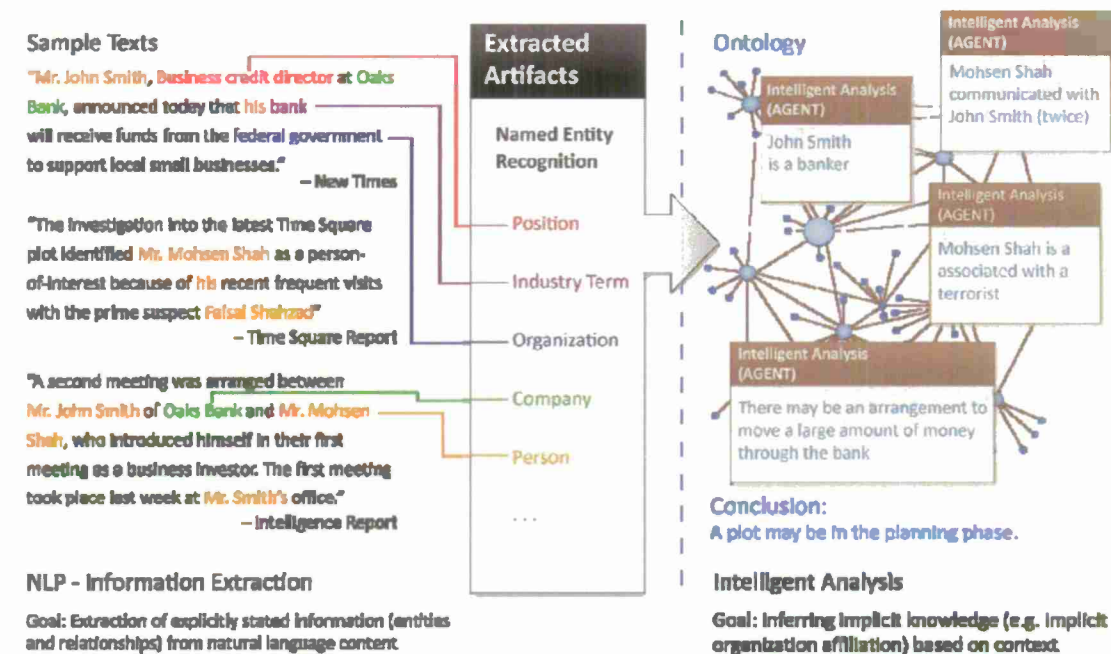 Sample Texts
"Mr. John Smith, Business credit director at Oaks
Bank, announced today that his bank
will receive funds from the federal government
to support local small businesses."
– New Times
"The investigation into the latest Time Square
plot identified Mr. Mohsen Shah as a person-
of-interest because of his recent frequent visits
with the prime suspect Faisal Shahzad"
– Time Square Report
"A second meeting was arranged between
Mr. John Smith of Oaks Bank and Mr. Mohsen
Shah, who introduced himself in their first
meeting as a business investor. The first meeting
took place last week at Mr. Smith's office."
– Intelligence Report
NLP - Information Extraction
Goal: Extraction of explicitly stated information (entities
and relationships) from natural language content
Extracted
Artifacts
Named Entity
Recognition
Position
Industry Term
Organization
Company
Person
...
Ontology
Intelligent Analysis
(AGENT)
John Smith
is a banker
Intelligent Analysis
(AGENT)
Mohsen Shah
communicated with
John Smith (twice)
Intelligent Analysis
(AGENT)
Mohsen Shah is a
associated with a
terrorist
Intelligent Analysis
(AGENT)
There may be an arrangement to
move a large amount of money
through the bank
Conclusion:
A plot may be in the planning phase.
Intelligent Analysis
Goal: Inferring implicit knowledge (e.g. implicit
organization affiliation) based on context